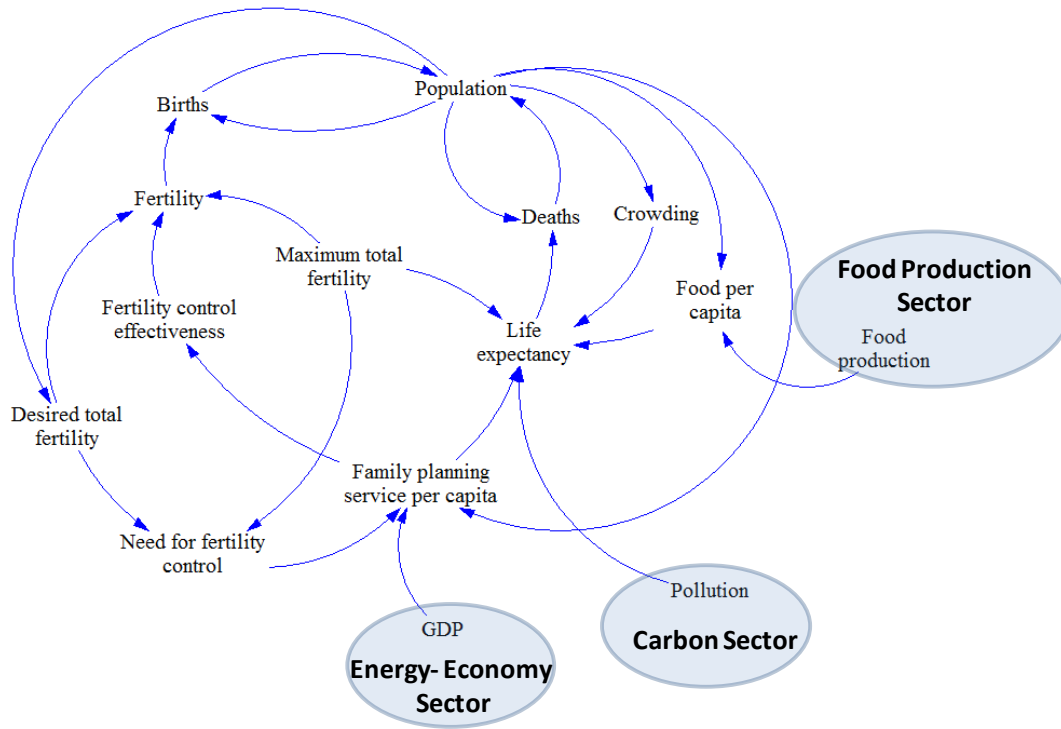 Population
Births
Fertility
Deaths
Crowding
Maximum total
fertility
Food Production
Sector
Fertility control
effectiveness
Food per
capita
Life
expectancy
Food
production
Desired total
fertility
Family planning
service per capita
Need for fertility
control
Pollution
Carbon Sector
GDP
Energy- Economy
Sector